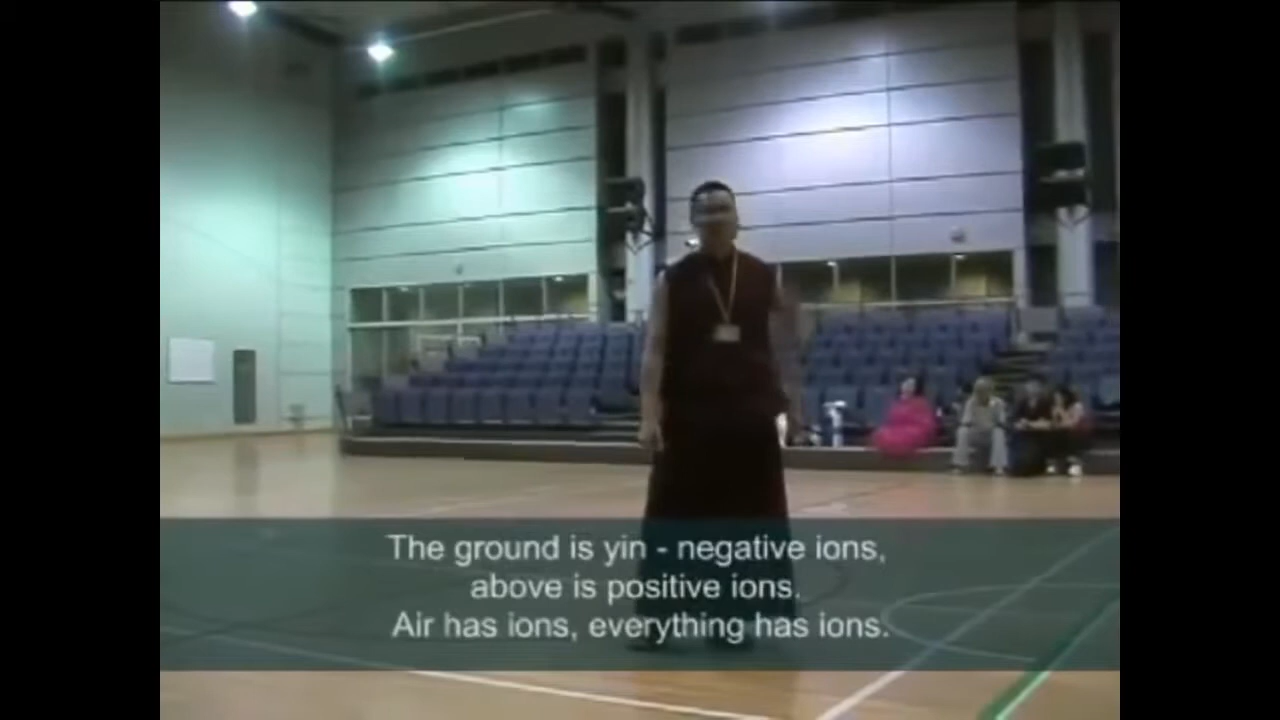 The ground is yin - negative ions,
above is positive ions.
Air has ions, everything has ions.